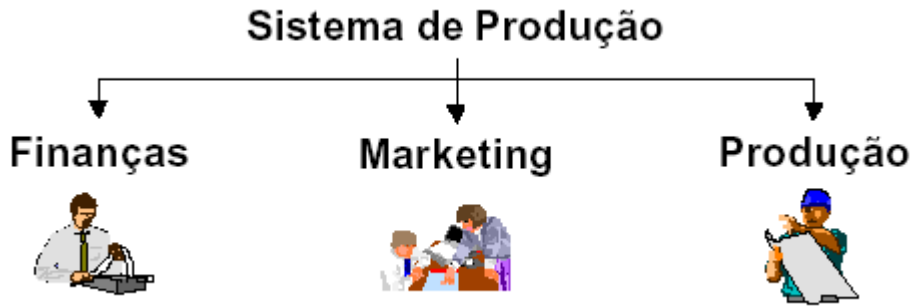 Sistema de Produção
Finanças
Marketing
Produção